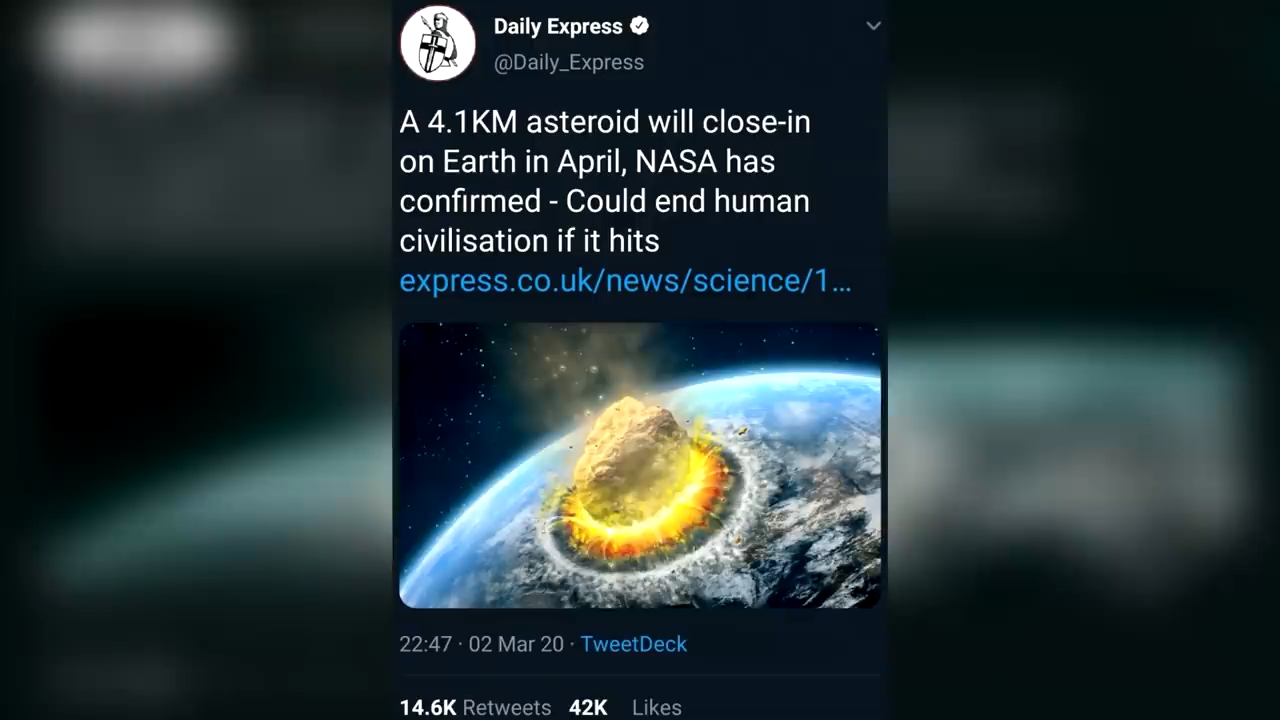 Daily Express
@Daily_Express
A 4.1KM asteroid will close-in
on Earth in April, NASA has
confirmed - Could end human
civilisation if it hits
express.co.uk/news/science/1...
22:47 · 02 Mar 20 · TweetDeck
14.6K Retweets 42K Likes